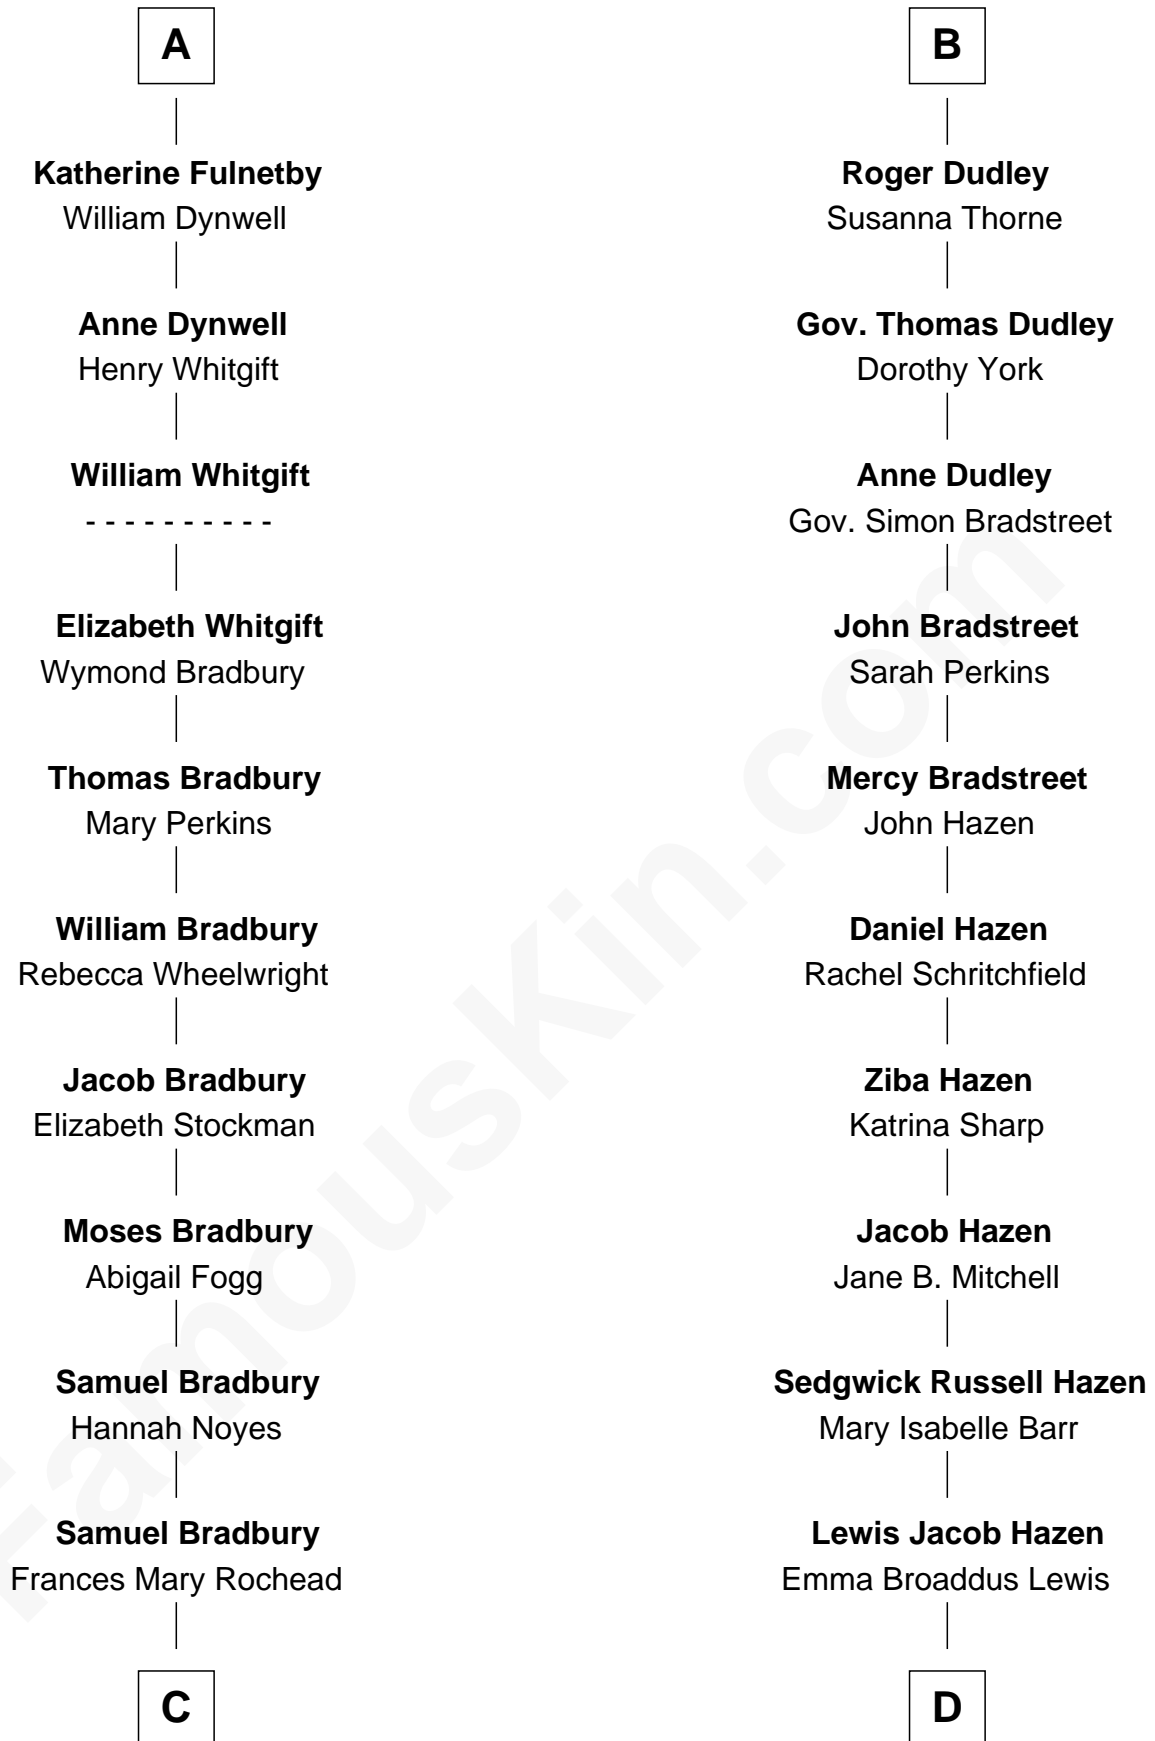 A
Katherine Fulnetby
William Dynwell
Anne Dynwell
Henry Whitgift
William Whitgift
- - - - - - - - - -
Elizabeth Whitgift
Wymond Bradbury
Thomas Bradbury
Mary Perkins
William Bradbury
Rebecca Wheelwright
Jacob Bradbury
Elizabeth Stockman
Moses Bradbury
Abigail Fogg
Samuel Bradbury
Hannah Noyes
Samuel Bradbury
Frances Mary Rochead
C
B
Roger Dudley
Susanna Thorne
Gov. Thomas Dudley
Dorothy York
Anne Dudley
Gov. Simon Bradstreet
John Bradstreet
Sarah Perkins
Mercy Bradstreet
John Hazen
Daniel Hazen
Rachel Schritchfield
Ziba Hazen
Katrina Sharp
Jacob Hazen
Jane B. Mitchell
Sedgwick Russell Hazen
Mary Isabelle Barr
Lewis Jacob Hazen
Emma Broaddus Lewis
D
FamousKin.com